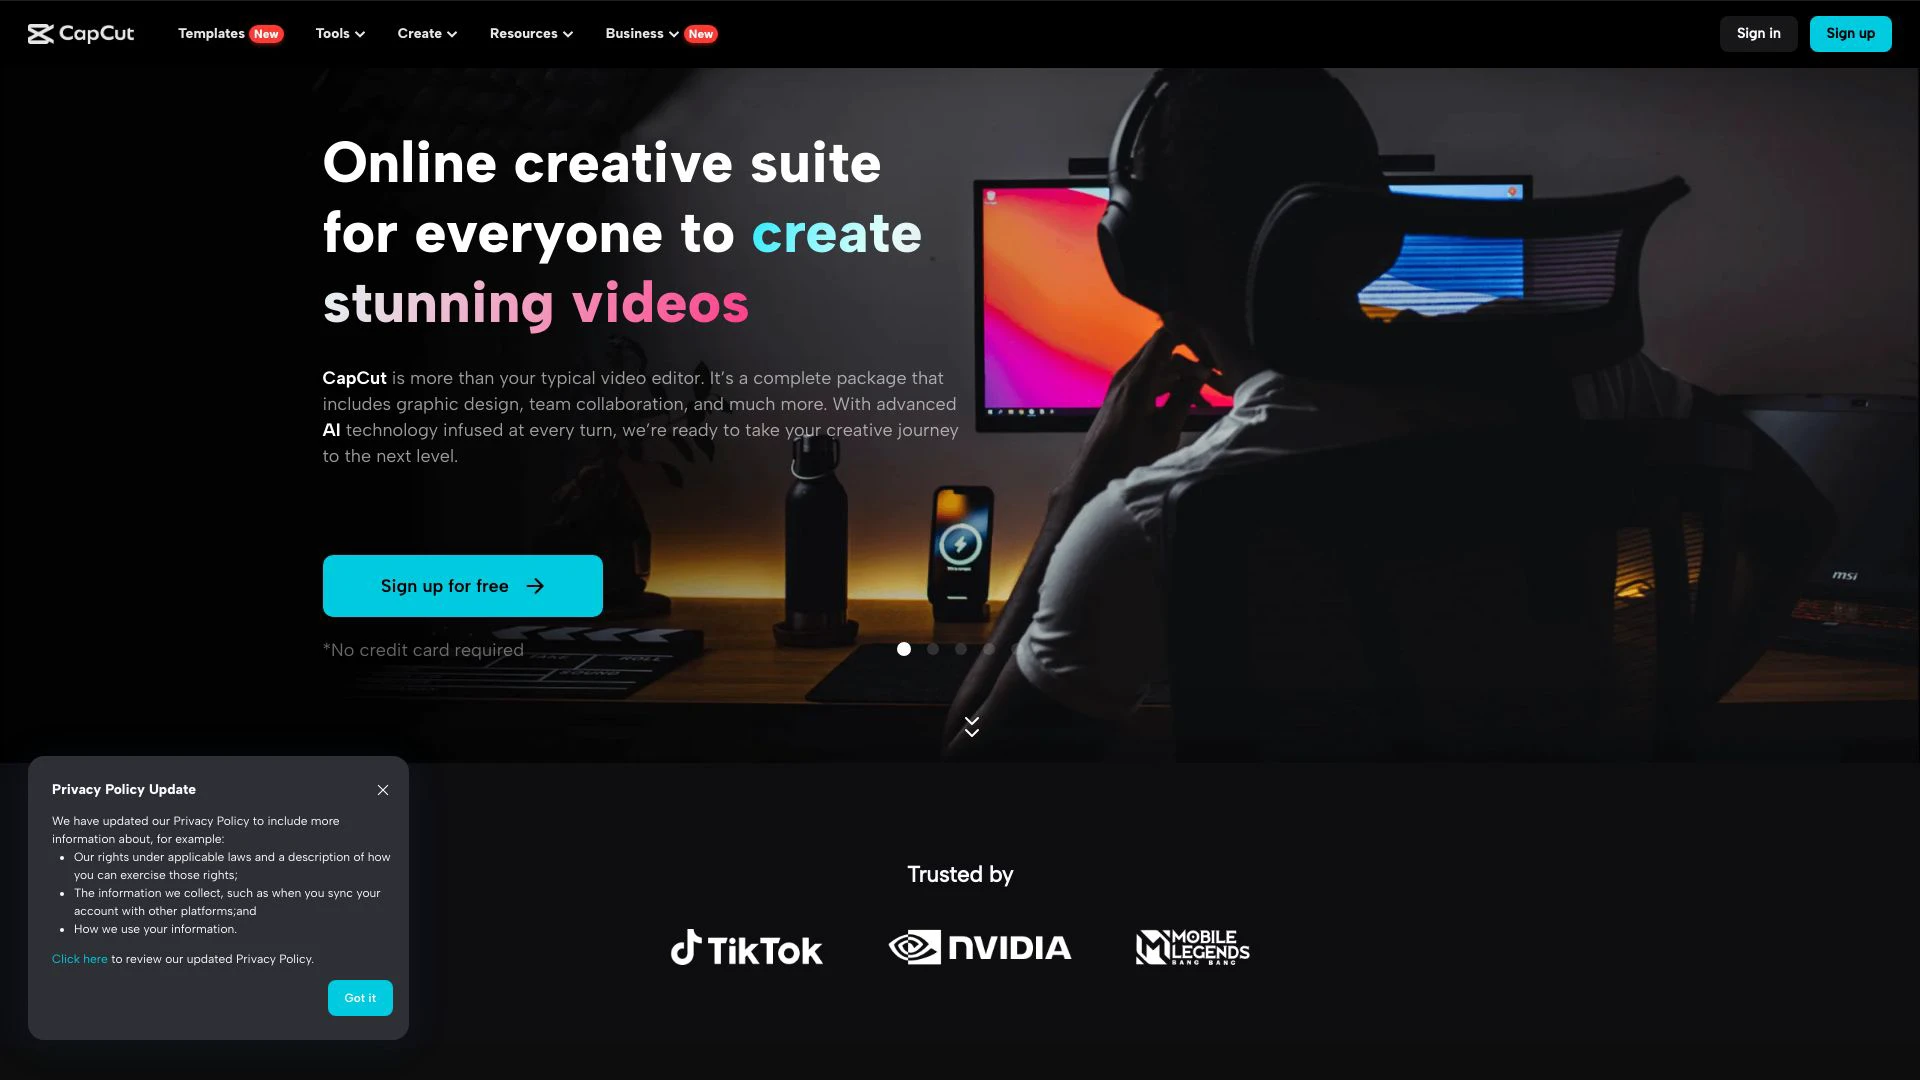 CapCut
Templates New
Tools
Create
Resources
Business New
Sign in
Sign up
Online creative suite
for everyone to create
stunning videos
CapCut is more than your typical video editor. It’s a complete package that
includes graphic design, team collaboration, and much more. With advanced
AI technology infused at every turn, we’re ready to take your creative journey
to the next level.
Sign up for free
*No credit card required
TAKE ROLL
SOUND
msi
Privacy Policy Update
We have updated our Privacy Policy to include more
information about, for example:
Our rights under applicable laws and a description of how
you can exercise those rights;
The information we collect, such as when you sync your
account with other platforms;and
How we use your information.
Click here to review our updated Privacy Policy.
Got it
Trusted by
TikTok
NVIDIA
MOBILE
LEGENDS
BANG BANG